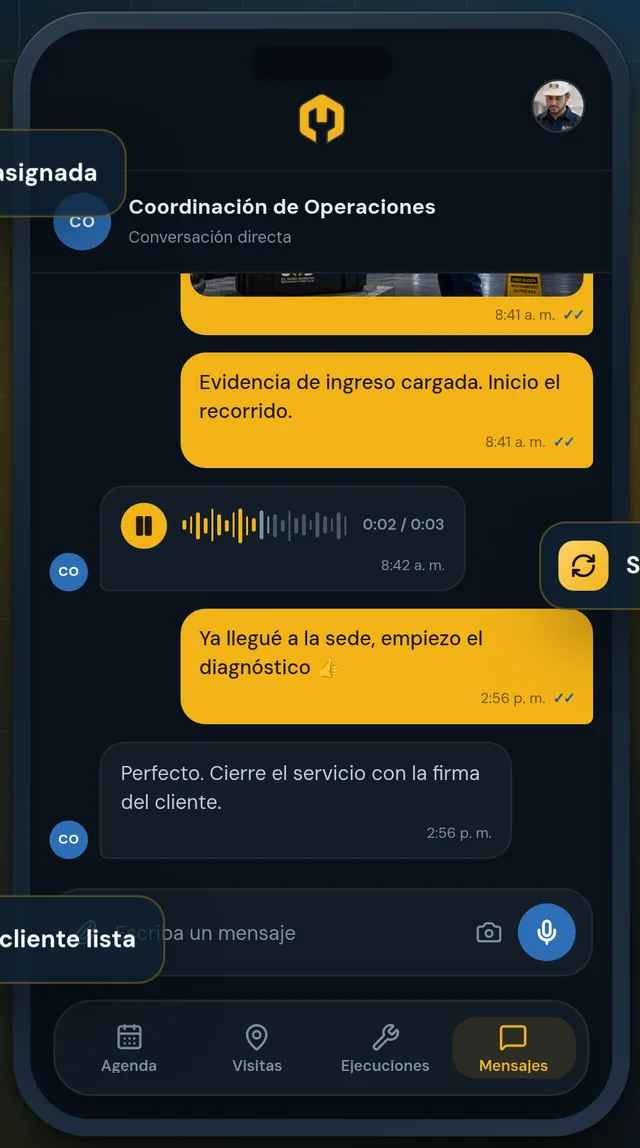 asignada
CO
Coordinación de Operaciones
Conversación directa
8:41 a. m.
Evidencia de ingreso cargada. Inicio el
recorrido.
8:41 a. m.
0:02 / 0:03
8:42 a. m.
CO
S
Ya llegué a la sede, empiezo el
diagnóstico 👍
2:56 p. m.
Perfecto. Cierre el servicio con la firma
del cliente.
2:56 p. m.
CO
cliente lista
Escriba un mensaje
Agenda
Visitas
Ejecuciones
Mensajes